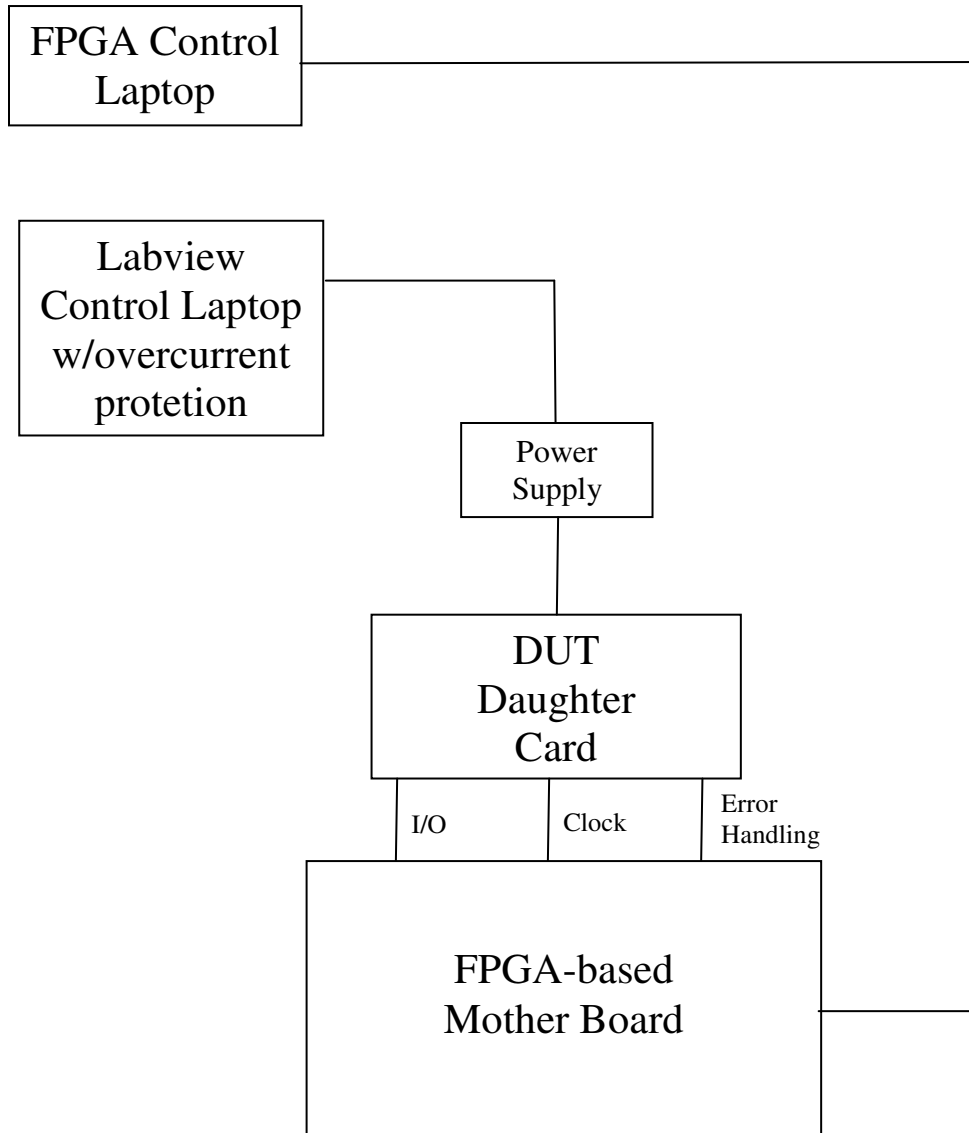 FPGA Control
Laptop
Labview
Control Laptop
w/overcurrent
protetion
Power
Supply
DUT
Daughter
Card
I/O
Clock
Error
Handling
FPGA-based
Mother Board